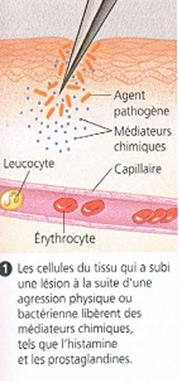 Agent
pathogène
Médiateurs
chimiques
Leucocyte
Capillaire
Érythrocyte
1 Les cellules du tissu qui a subi
une lésion à la suite d'une
agression physique ou
bactérienne libèrent des
médiateurs chimiques,
tels que l'histamine
et les prostaglandines.